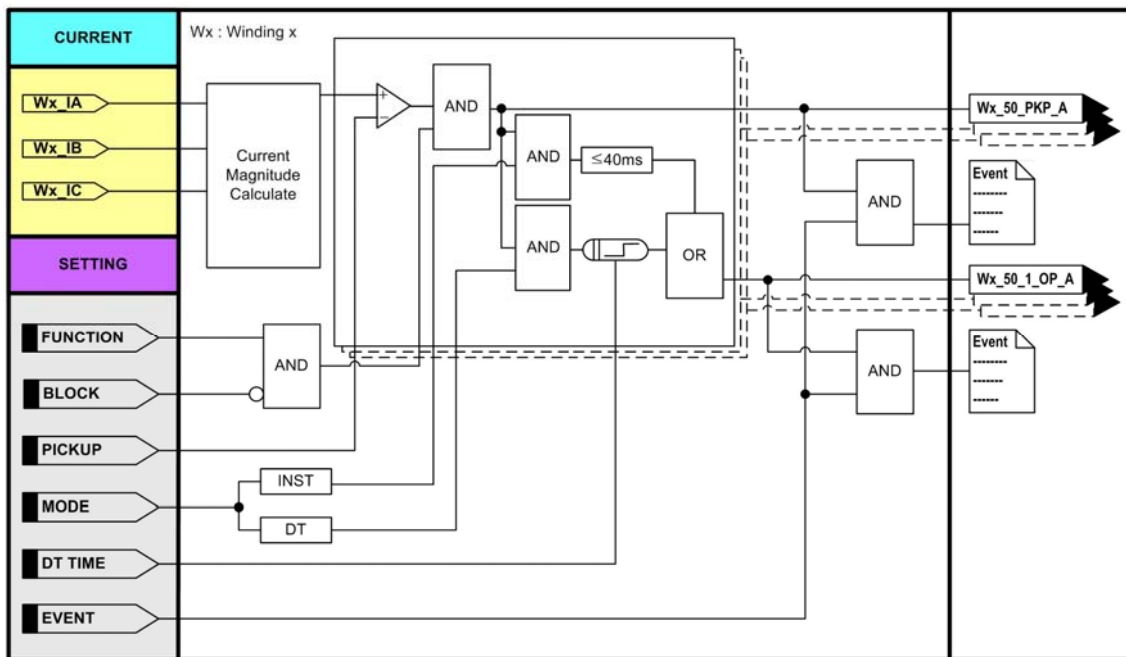 CURRENT
Wx : Winding x
Wx_IA
Wx_IB
Wx_IC
Current
Magnitude
Calculate
+
−
AND
AND
≤40ms
AND
OR
Wx_50_PKP_A
AND
Event
--------
-------
------
SETTING
Wx_50_1_OP_A
FUNCTION
BLOCK
AND
AND
Event
--------
-------
------
PICKUP
MODE
INST
DT
DT TIME
EVENT